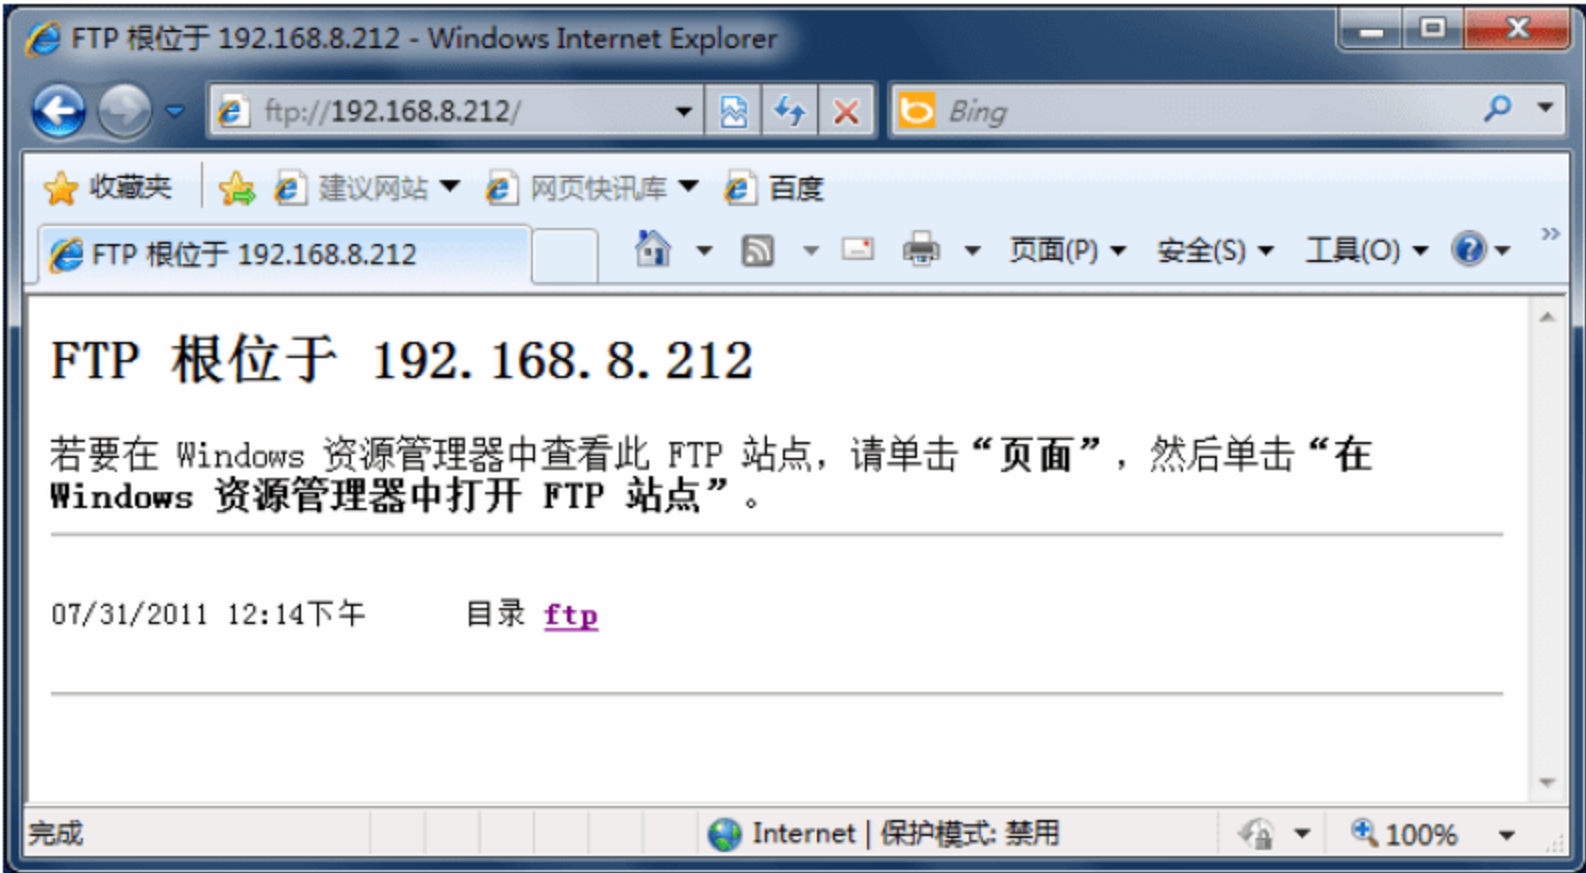 FTP 根位于 192.168.8.212 - Windows Internet Explorer
ftp://192.168.8.212/
Bing
收藏夹 建议网站 网页快讯库 百度
FTP 根位于 192.168.8.212
页面(P) 安全(S) 工具(O)
FTP 根位于 192.168.8.212
若要在 Windows 资源管理器中查看此 FTP 站点，请单击“页面”，然后单击“在
Windows 资源管理器中打开 FTP 站点”。
07/31/2011 12:14下午 目录 ftp
完成 Internet | 保护模式: 禁用 100%